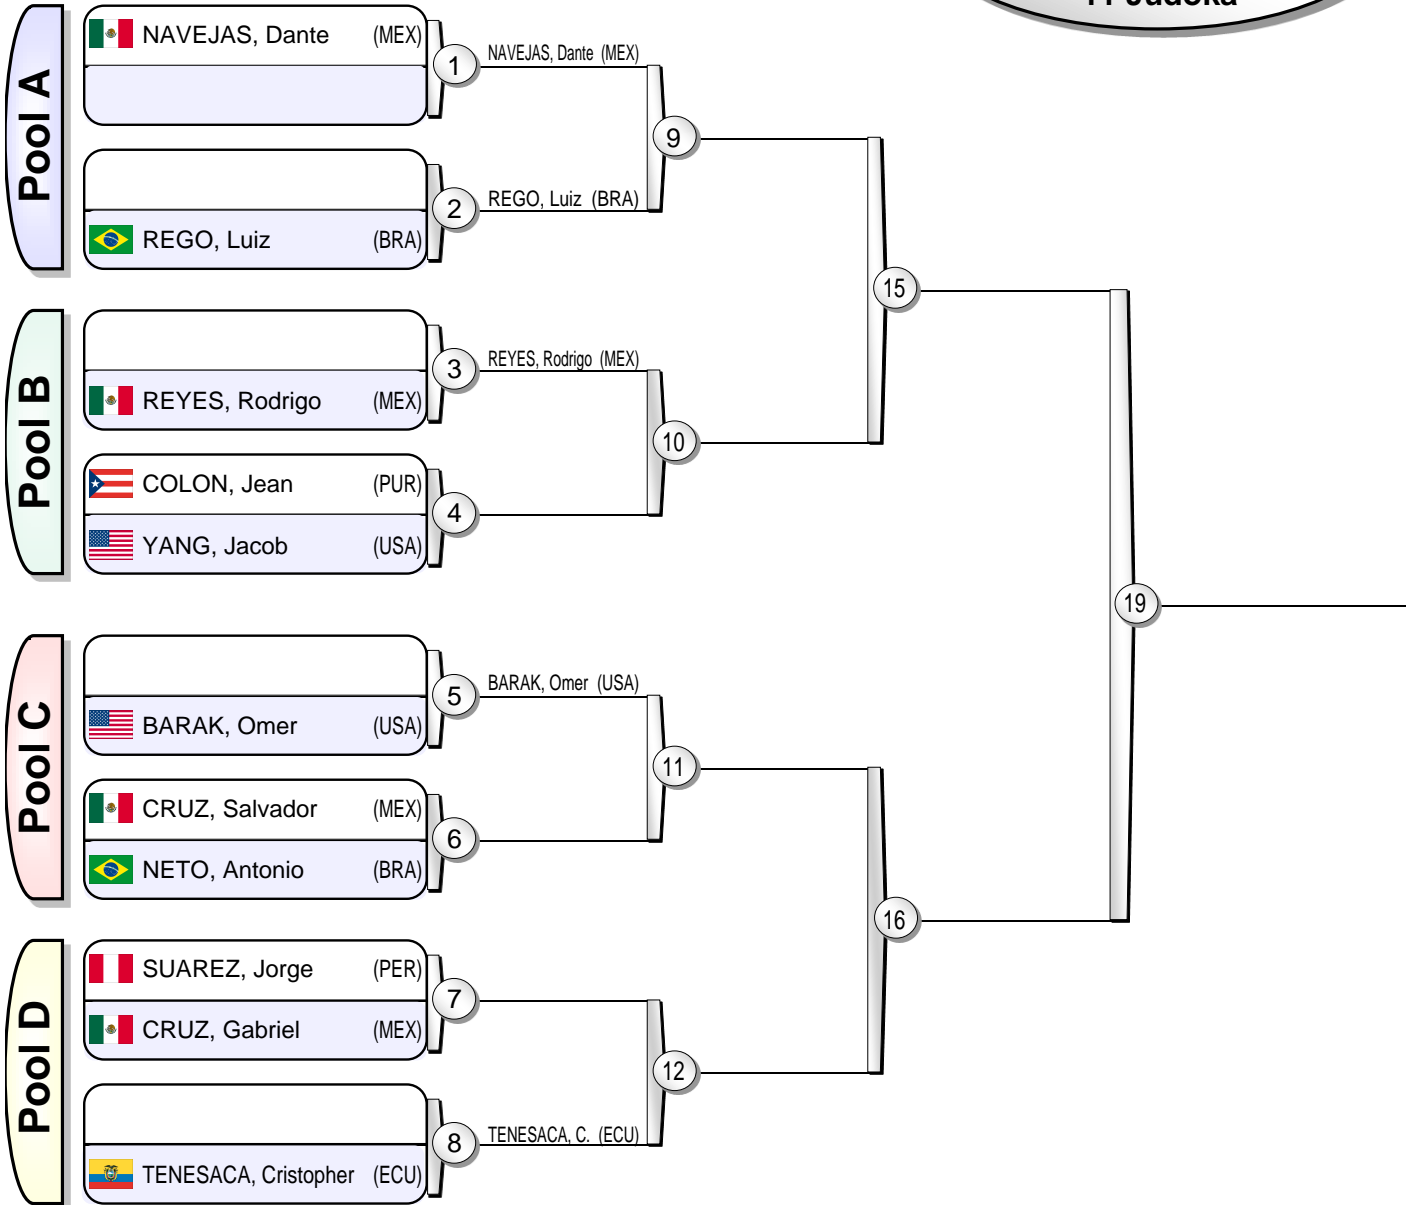 Pool A
NAVEJAS, Dante (MEX)
1
NAVEJAS, Dante (MEX)
9
2
REGO, Luiz (BRA)
REGO, Luiz (BRA)
15
Pool B
3
REYES, Rodrigo (MEX)
REYES, Rodrigo (MEX)
10
COLON, Jean (PUR)
4
YANG, Jacob (USA)
19
Pool C
5
BARAK, Omer (USA)
BARAK, Omer (USA)
11
CRUZ, Salvador (MEX)
6
NETO, Antonio (BRA)
16
Pool D
SUAREZ, Jorge (PER)
7
CRUZ, Gabriel (MEX)
12
8
TENESACA, C. (ECU)
TENESACA, Cristopher (ECU)